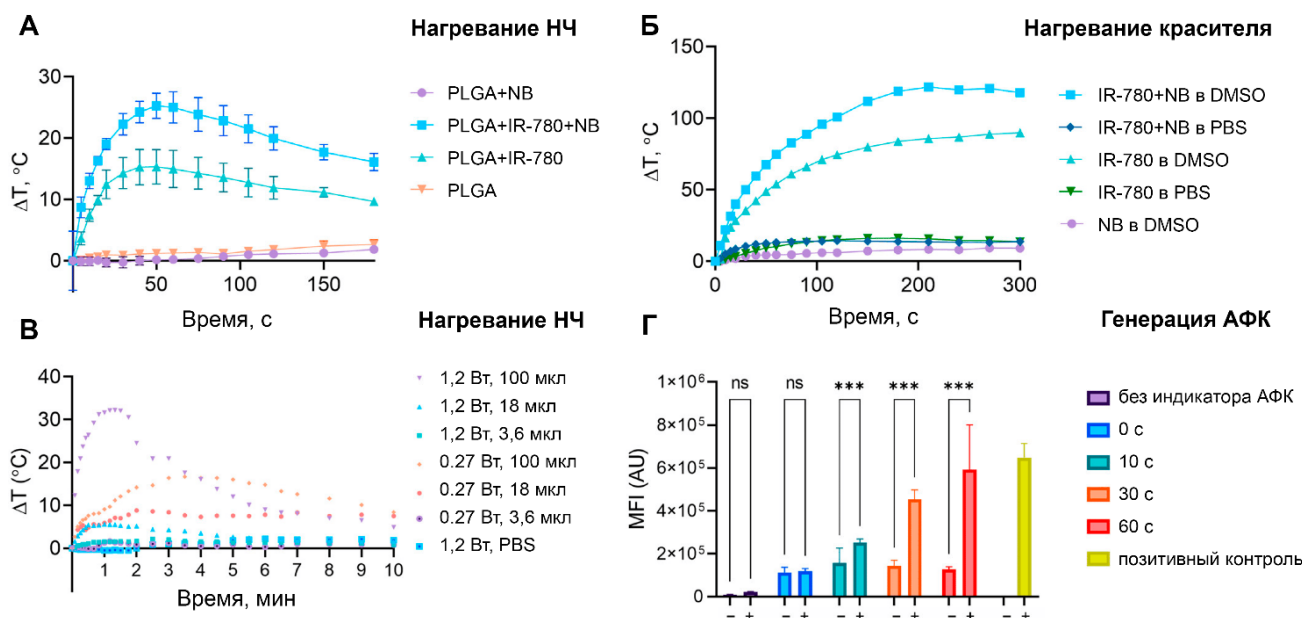 А
Нагревание НЧ
ΔT, °C
30
20
10
0
50
100
150
Время, с
PLGA+NB
PLGA+IR-780+NB
PLGA+IR-780
PLGA
Б
Нагревание красителя
ΔT, °C
150
100
50
0
0
100
200
300
Время, с
IR-780+NB в DMSO
IR-780+NB в PBS
IR-780 в DMSO
IR-780 в PBS
NB в DMSO
В
Нагревание НЧ
ΔT (°C)
40
30
20
10
0
1 2 3 4 5 6 7 8 9 10
Время, мин
1,2 Вт, 100 мкл
1,2 Вт, 18 мкл
1,2 Вт, 3,6 мкл
0.27 Вт, 100 мкл
0.27 Вт, 18 мкл
0.27 Вт, 3,6 мкл
1,2 Вт, PBS
Г
Генерация АФК
MFI (AU)
1×10⁶
8×10⁵
6×10⁵
4×10⁵
2×10⁵
0
ns ns *** *** ***
− + − + − + − + − + − +
без индикатора АФК
0 с
10 с
30 с
60 с
позитивный контроль